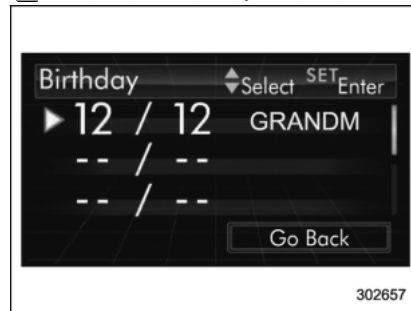 Birthday Select SET Enter
12 / 12 GRANDM
-- / --
-- / --
Go Back
302657